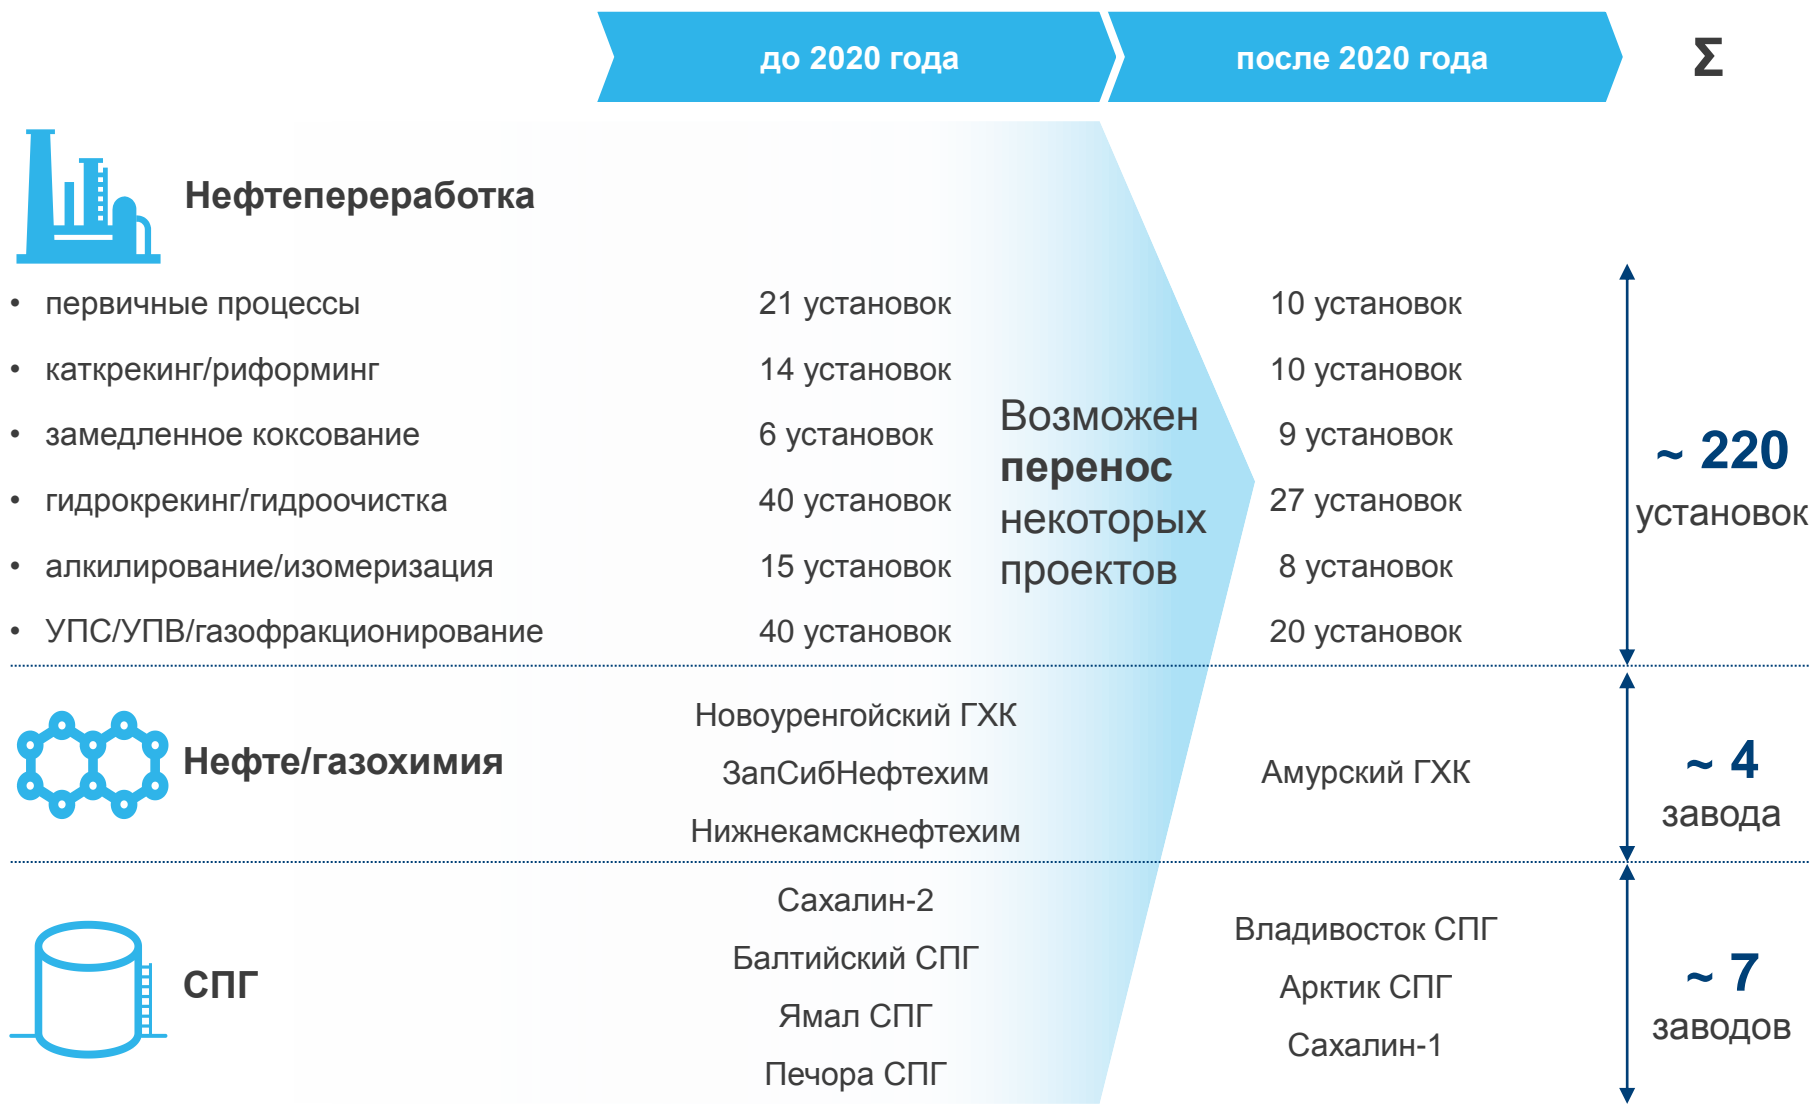 до 2020 года
после 2020 года
Σ
Нефтепереработка
• первичные процессы
21 установок
10 установок
• каткрекинг/риформинг
14 установок
10 установок
• замедленное коксование
6 установок
9 установок
• гидрокрекинг/гидроочистка
40 установок
27 установок
• алкилирование/изомеризация
15 установок
8 установок
• УПС/УПВ/газофракционирование
40 установок
20 установок
Возможен
перенос
некоторых
проектов
~ 220
установок
Нефте/газохимия
Новоуренгойский ГХК
ЗапСибНефтехим
Нижнекамскнефтехим
Амурский ГХК
~ 4
завода
СПГ
Сахалин-2
Балтийский СПГ
Ямал СПГ
Печора СПГ
Владивосток СПГ
Арктик СПГ
Сахалин-1
~ 7
заводов